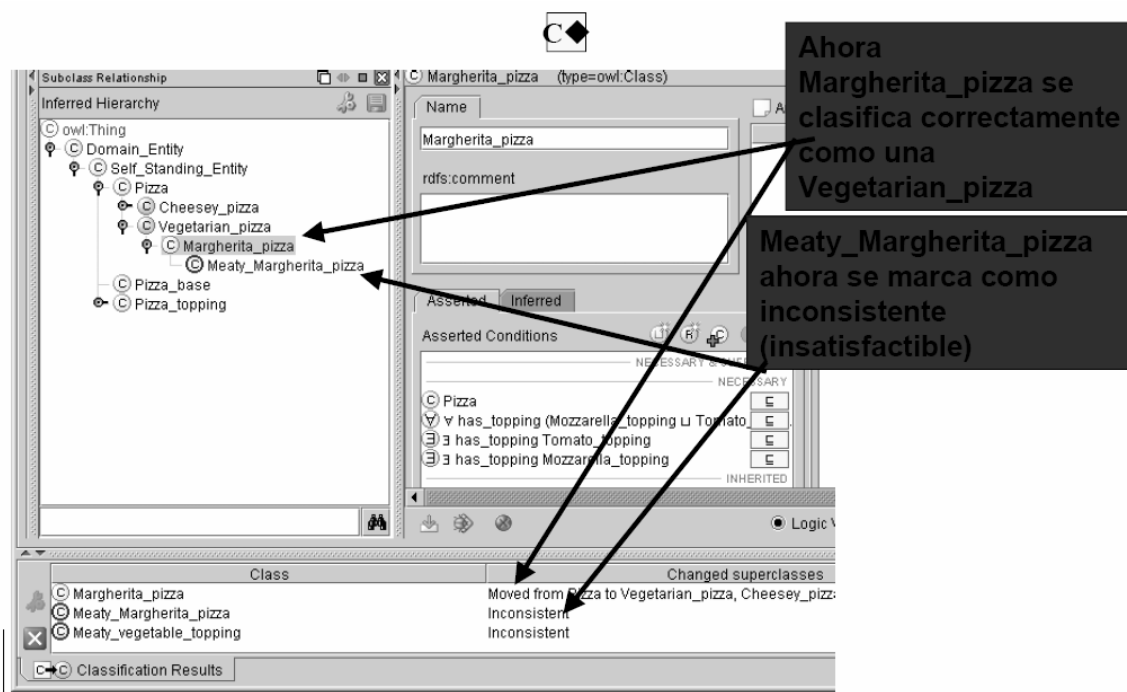 C◆
Ahora
Margherita_pizza se
clasifica correctamente
como una
Vegetarian_pizza
Meaty_Margherita_pizza
ahora se marca como
inconsistente
(insatisfactible)
Subclass Relationship
Inferred Hierarchy
owl:Thing
Domain_Entity
Self_Standing_Entity
Pizza
Cheesey_pizza
Vegetarian_pizza
Margherita_pizza
Meaty_Margherita_pizza
Pizza_base
Pizza_topping
Margherita_pizza (type=owl:Class)
Name
Margherita_pizza
rdfs:comment
Asserted Inferred
Asserted Conditions
NECESSARY
Pizza ⊑
∀ has_topping (Mozzarella_topping ⊔ ⊑
∃ has_topping Tomato_topping ⊑
∃ has_topping Mozzarella_topping ⊑
INHERITED
Logic
Class Changed superclasses
Margherita_pizza Moved from Pizza to Vegetarian_pizza, Cheesey_pizza
Meaty_Margherita_pizza Inconsistent
Meaty_vegetable_topping Inconsistent
Classification Results